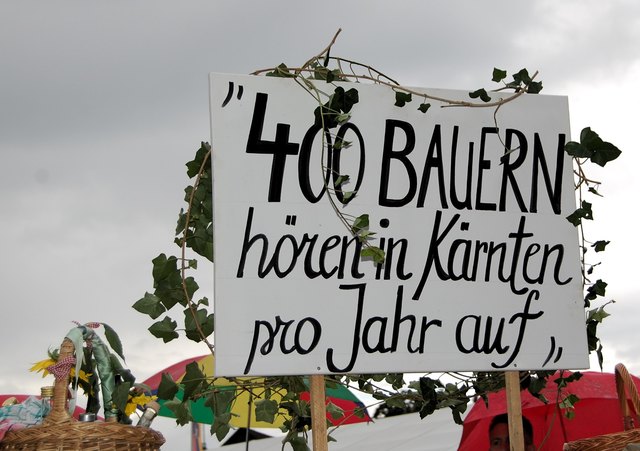 "400 BAUERN
hören in Kärnten
pro Jahr auf„